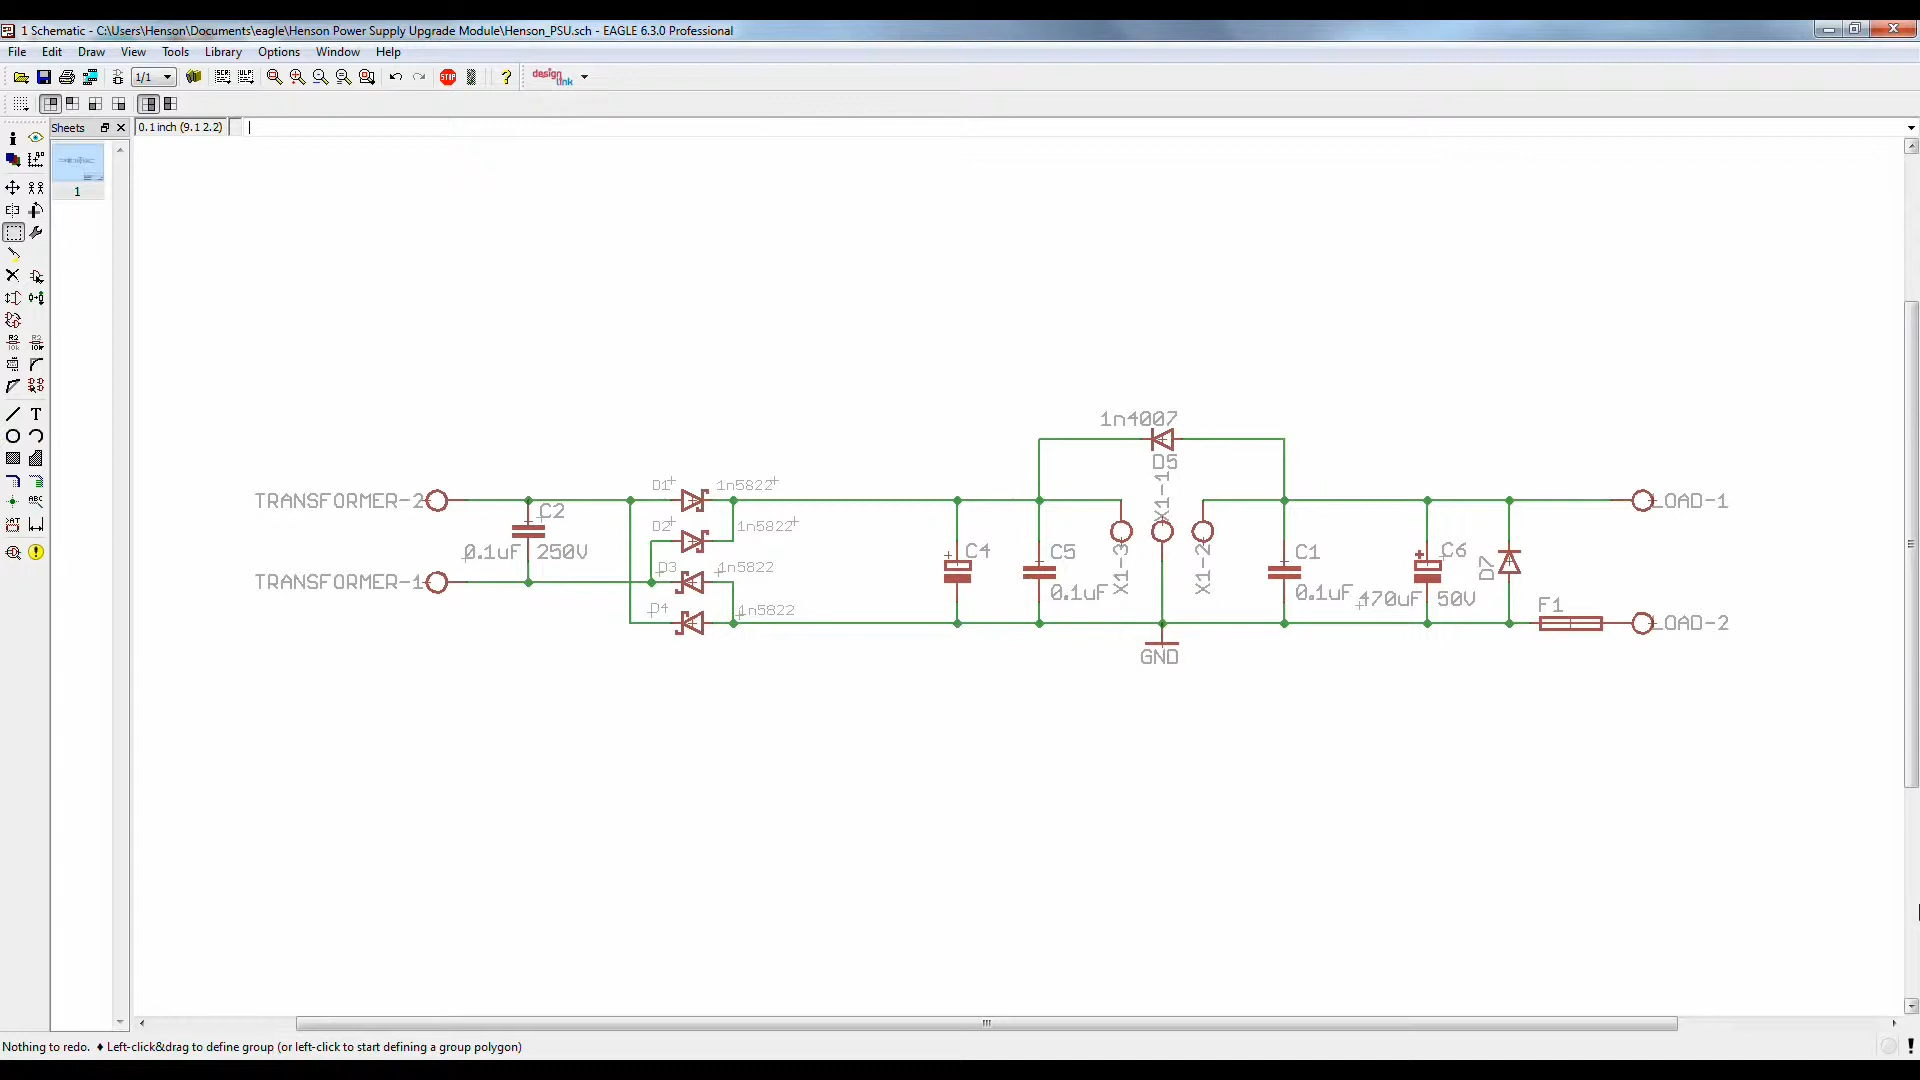 1 Schematic - C:\Users\Henson\Documents\eagle\Henson Power Supply Upgrade Module\Henson_PSU.sch - EAGLE 6.3.0 Professional
File Edit Draw View Tools Library Options Window Help
1/1 SCR ULP STOP ? design link
Sheets 0.1 inch (9.1 2.2)
1
1n4007
D5
D1 1n5822
TRANSFORMER-2 C2 X1-1 LOAD-1
D2 1n5822
0.1uF 250V C4 C5 X1-3 X1-2 C1 C6 D7
D3 1n5822
TRANSFORMER-1
0.1uF 0.1uF 470uF 50V
D4 1n5822 F1
LOAD-2
GND
Nothing to redo. ♦ Left-click&drag to define group (or left-click to start defining a group polygon)